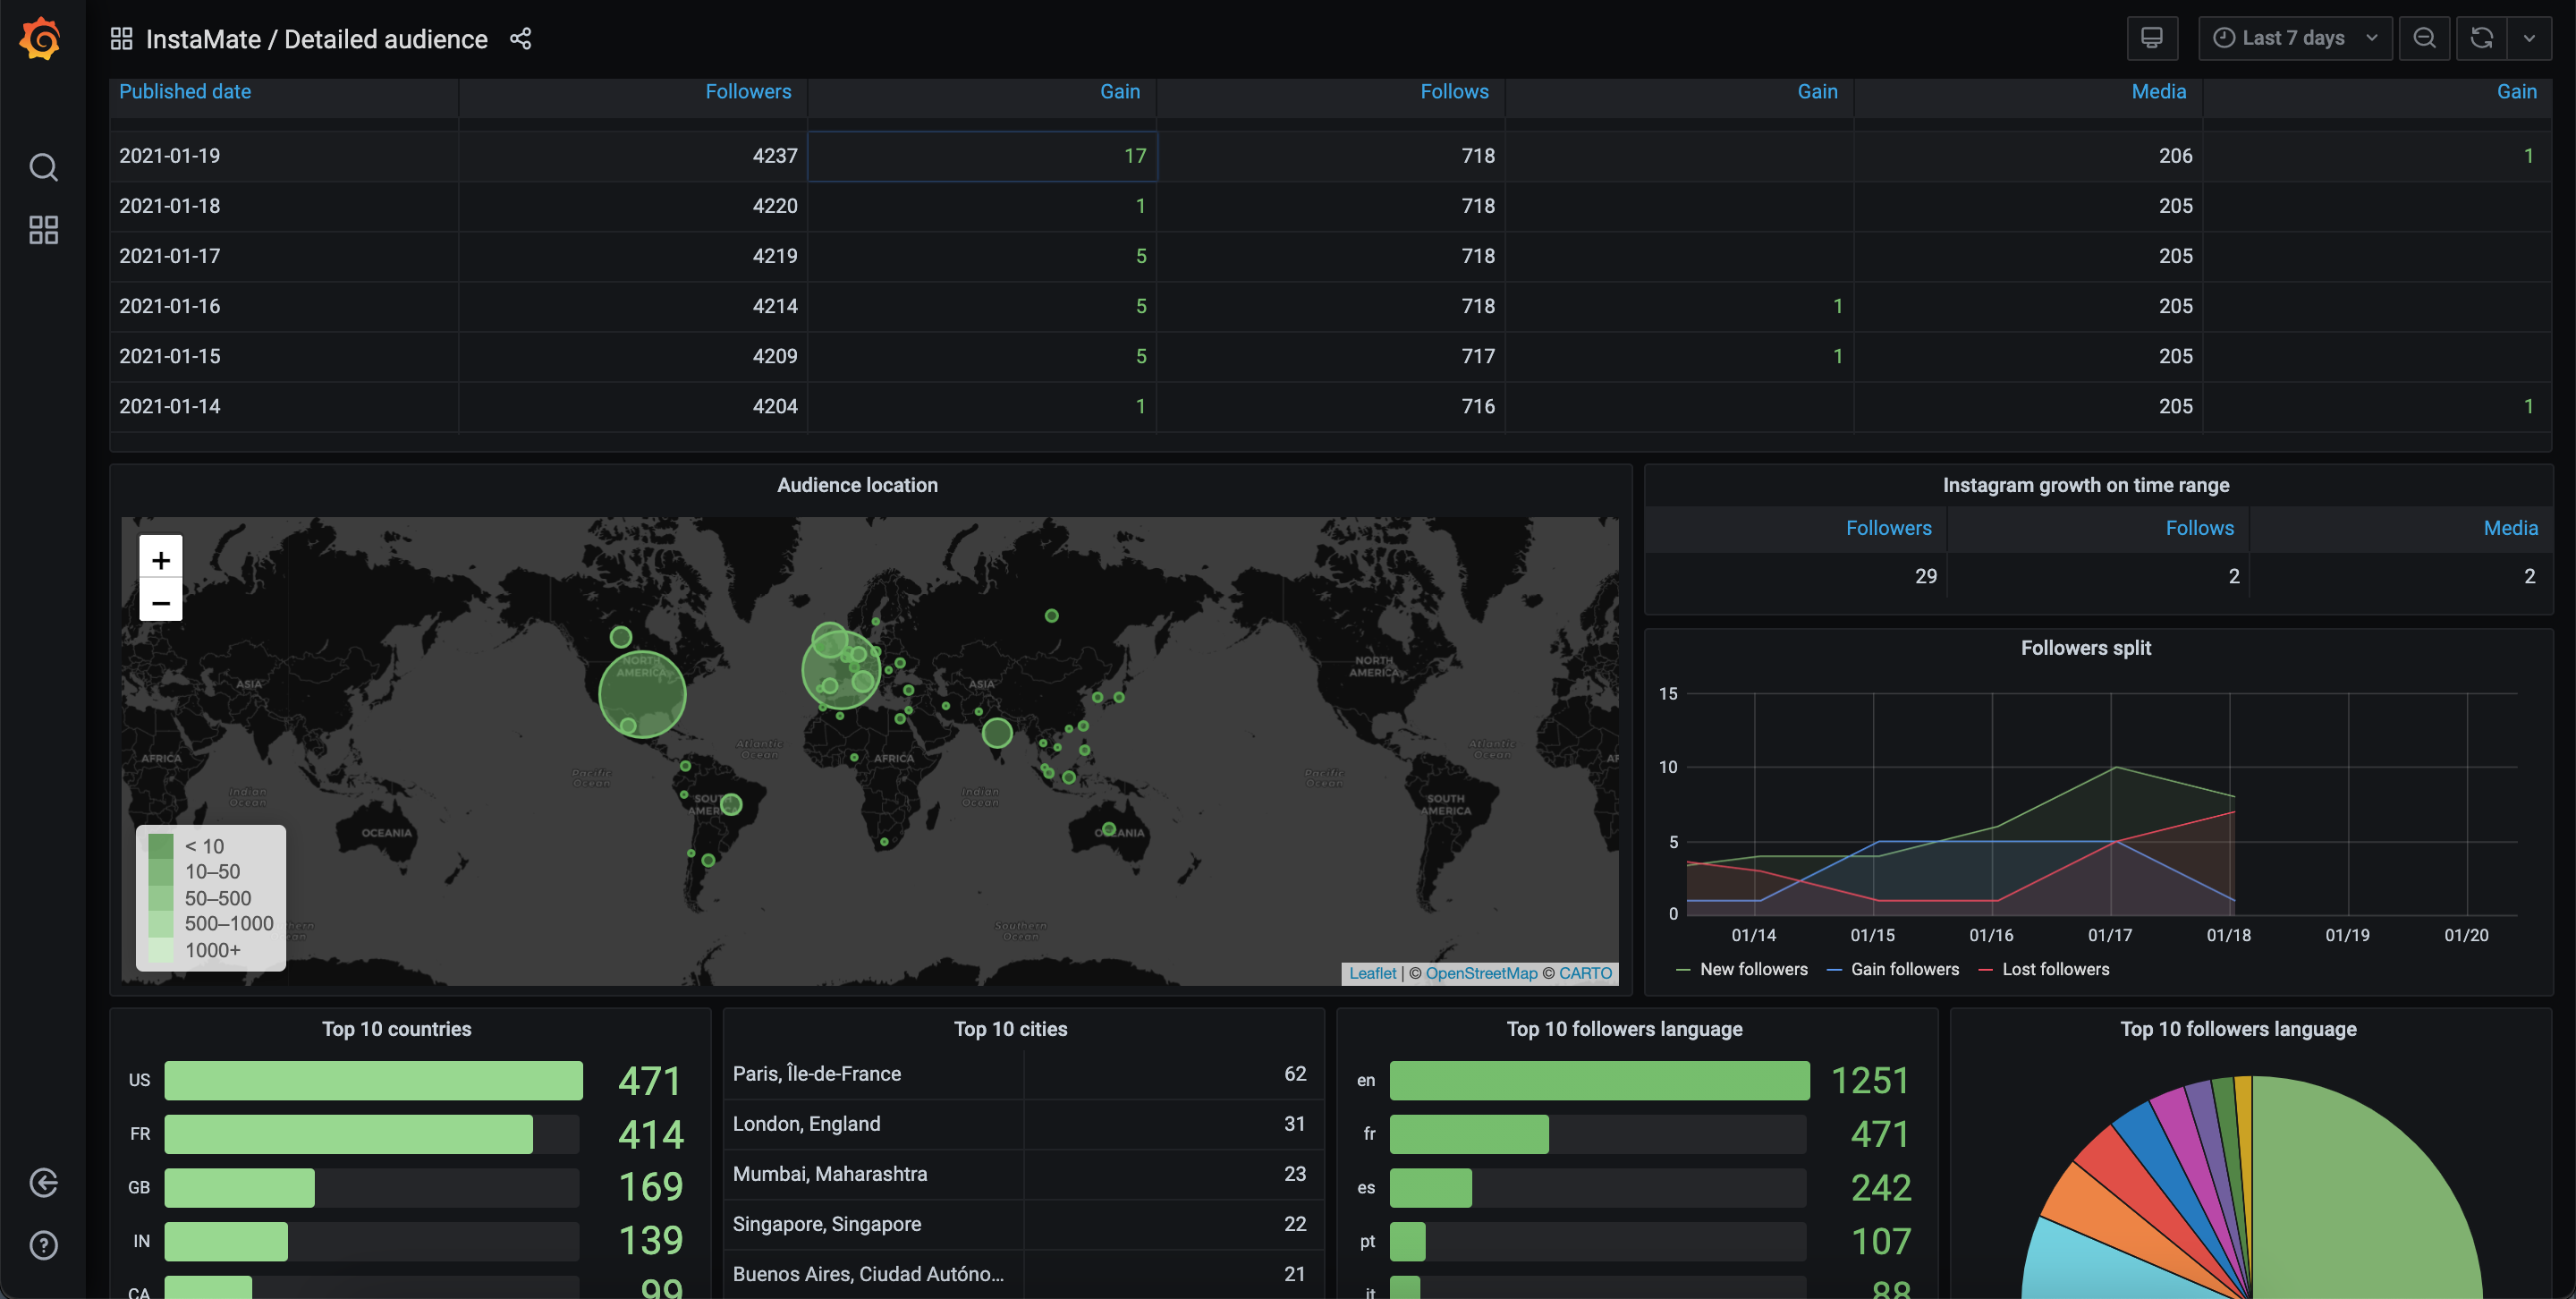 InstaMate / Detailed audience
Last 7 days
Published date Followers Gain Follows Gain Media Gain
2021-01-19 4237 17 718 206 1
2021-01-18 4220 1 718 205
2021-01-17 4219 5 718 205
2021-01-16 4214 5 718 1 205
2021-01-15 4209 5 717 1 205
2021-01-14 4204 1 716 205 1
Audience location
+
−
NORTH
AMERICA
ASIA
ASIA
NORTH
AMERICA
Atlantic
Ocean
Atlantic
Ocean
AFRICA
AFRICA
AF
Pacific
Ocean
Pacific
Ocean
Indian
Ocean
Indian
Ocean
SOUTH
AMERICA
SOUTH
AMERICA
OCEANIA
OCEANIA
Southern
Ocean
< 10
10–50
50–500
500–1000
1000+
Leaflet | © OpenStreetMap © CARTO
Instagram growth on time range
Followers Follows Media
29 2 2
Followers split
15
10
5
0
01/14 01/15 01/16 01/17 01/18 01/19 01/20
New followers Gain followers Lost followers
Top 10 countries
US 471
FR 414
GB 169
IN 139
CA 99
Top 10 cities
Paris, Île-de-France 62
London, England 31
Mumbai, Maharashtra 23
Singapore, Singapore 22
Buenos Aires, Ciudad Autóno... 21
Top 10 followers language
en 1251
fr 471
es 242
pt 107
it 88
Top 10 followers language